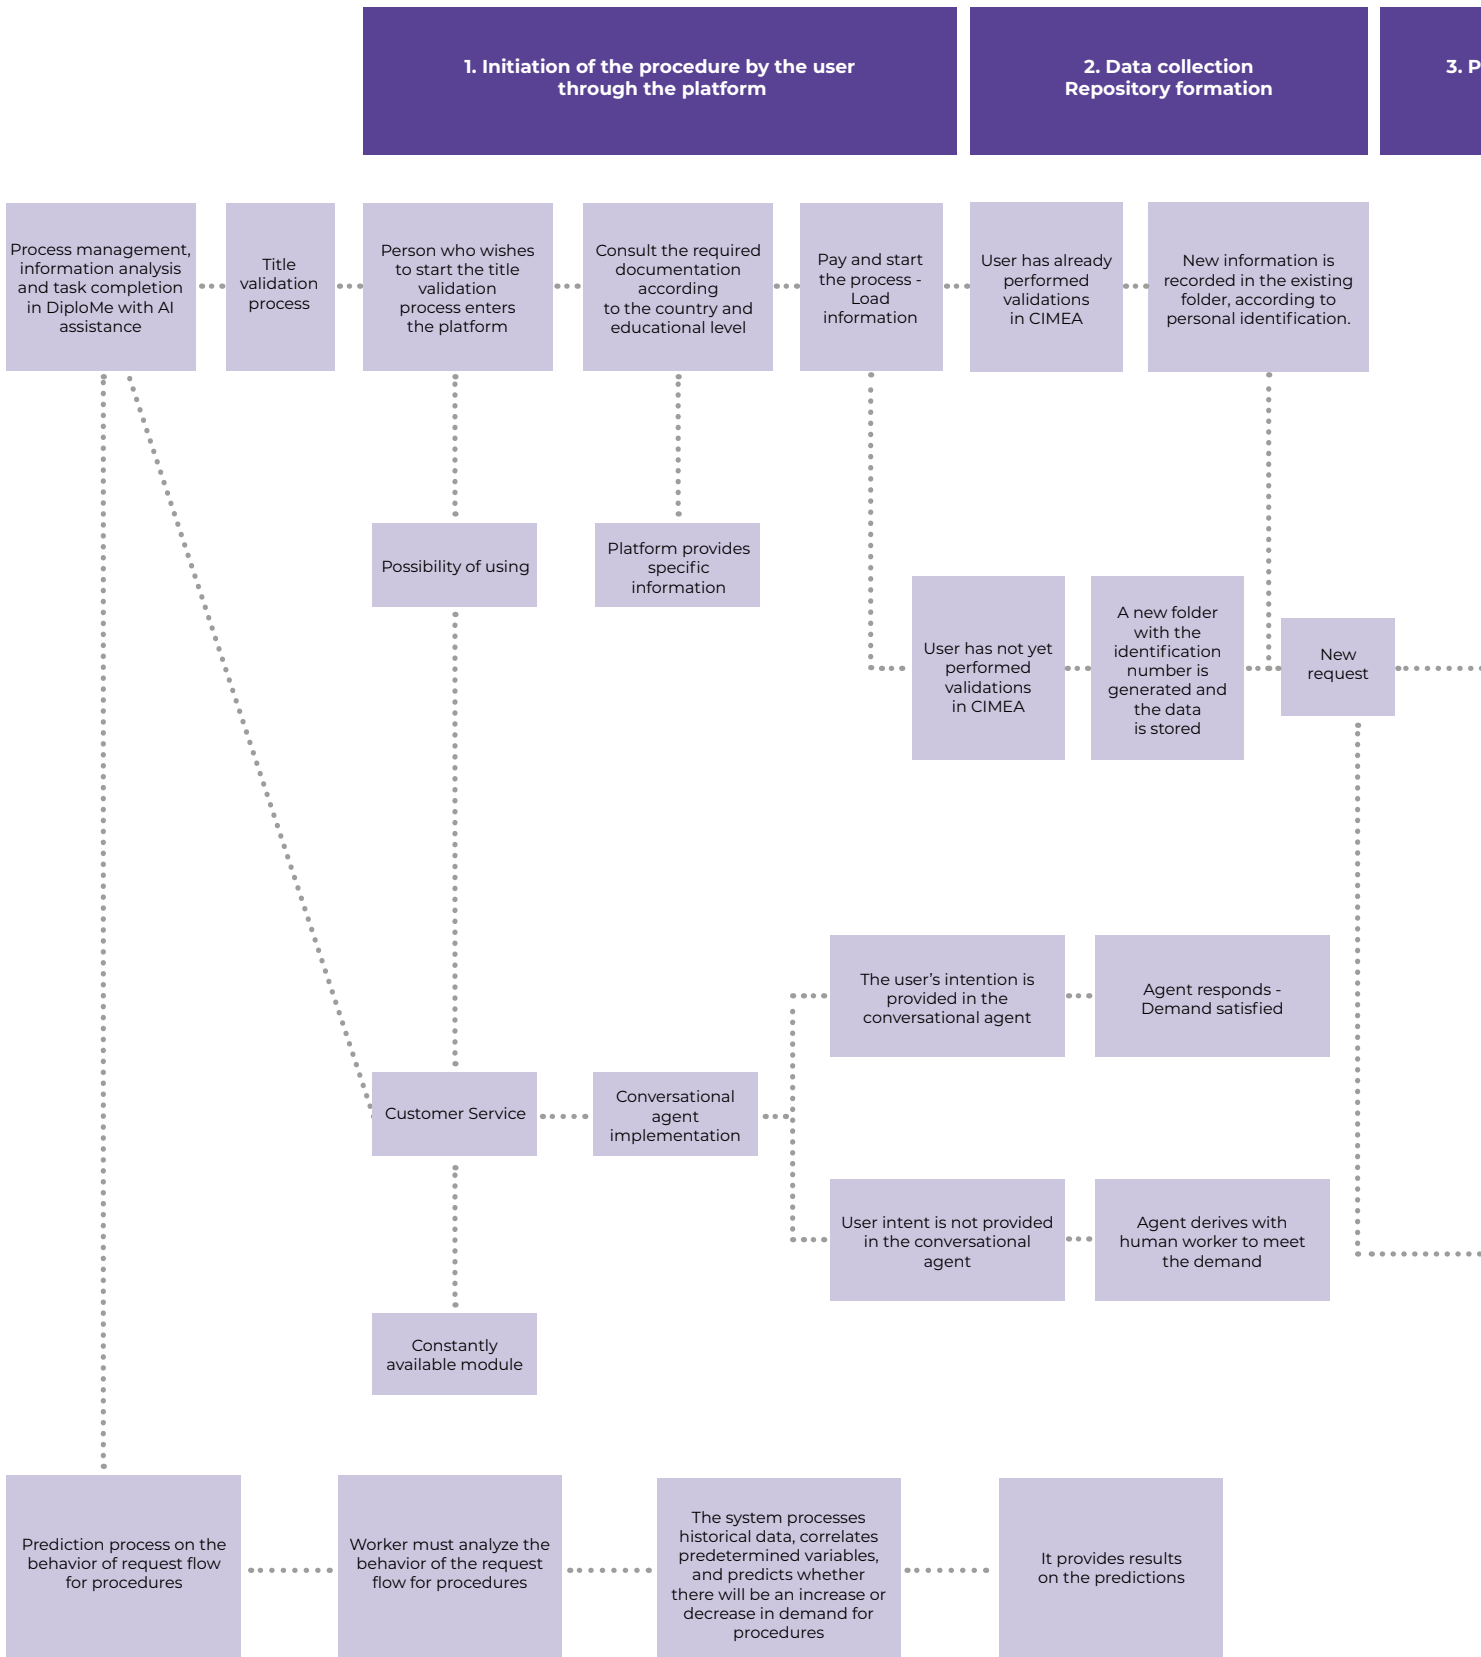 1. Initiation of the procedure by the user
through the platform
2. Data collection
Repository formation
3. P
Process management,
information analysis
and task completion
in DiploMe with AI
assistance
Title
validation
process
Person who wishes
to start the title
validation
process enters
the platform
Consult the required
documentation
according
to the country and
educational level
Pay and start
the process -
Load
information
User has already
performed
validations
in CIMEA
New information is
recorded in the existing
folder, according to
personal identification.
Possibility of using
Platform provides
specific
information
User has not yet
performed
validations
in CIMEA
A new folder
with the
identification
number is
generated and
the data
is stored
New
request
The user’s intention is
provided in the
conversational agent
Agent responds -
Demand satisfied
Customer Service
Conversational
agent
implementation
User intent is not provided
in the conversational
agent
Agent derives with
human worker to meet
the demand
Constantly
available module
Prediction process on the
behavior of request flow
for procedures
Worker must analyze the
behavior of the request
flow for procedures
The system processes
historical data, correlates
predetermined variables,
and predicts whether
there will be an increase or
decrease in demand for
procedures
It provides results
on the predictions